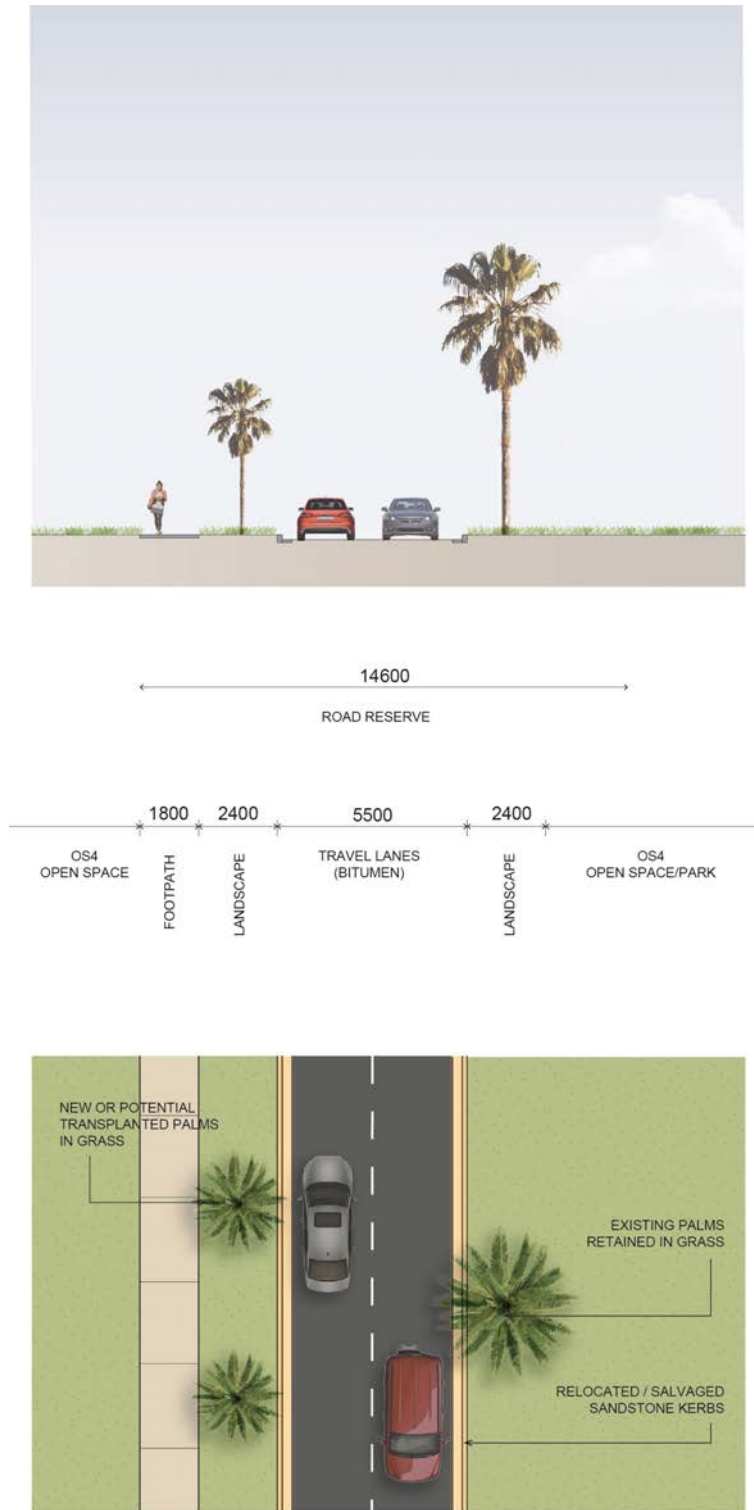 14600
ROAD RESERVE
1800 2400 5500 2400
OS4
OPEN SPACE
FOOTPATH
LANDSCAPE
TRAVEL LANES
(BITUMEN)
LANDSCAPE
OS4
OPEN SPACE/PARK
NEW OR POTENTIAL
TRANSPLANTED PALMS
IN GRASS
EXISTING PALMS
RETAINED IN GRASS
RELOCATED / SALVAGED
SANDSTONE KERBS